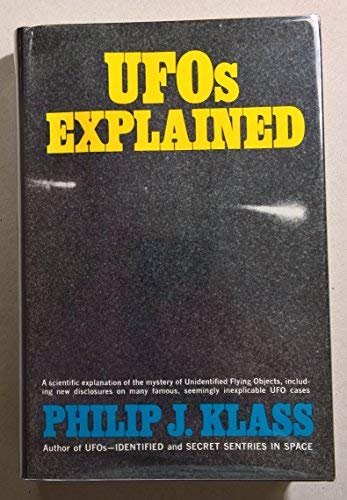 UFOs
EXPLAINED
A scientific explanation of the mystery of Unidentified Flying Objects, includ-
ing new disclosures on many famous, seemingly inexplicable UFO cases
PHILIP J. KLASS
Author of UFOs—IDENTIFIED and SECRET SENTRIES IN SPACE